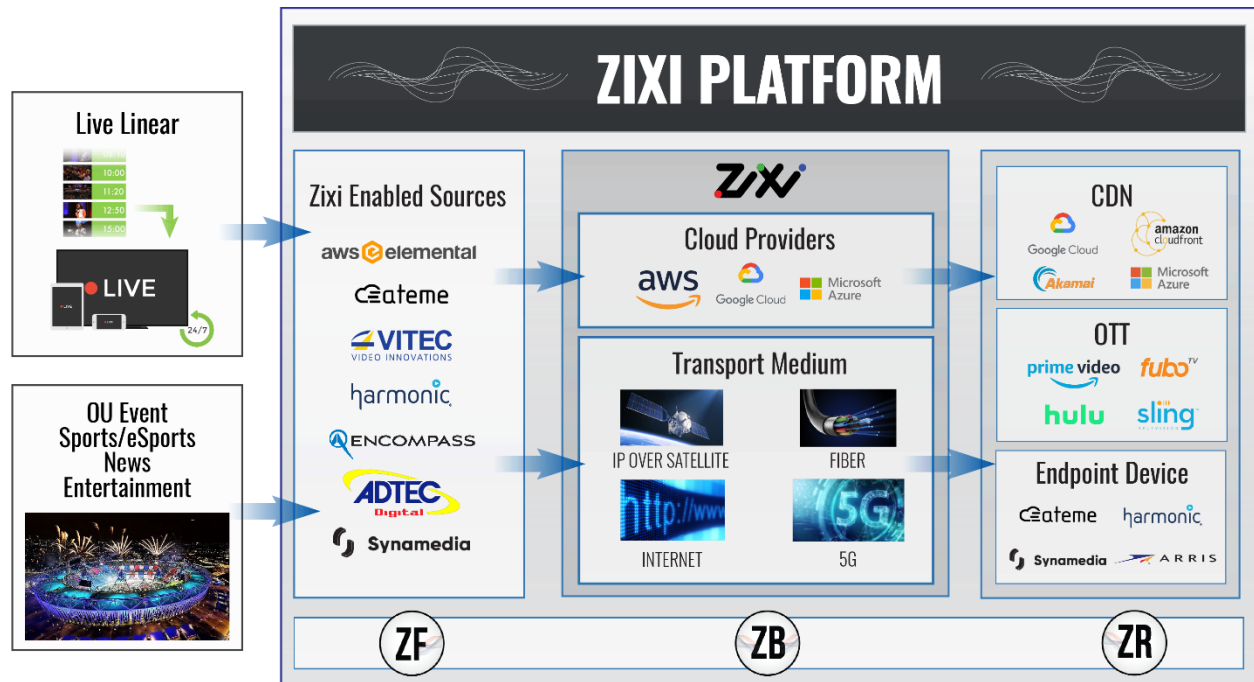 ZIXI PLATFORM
Live Linear
10:00
11:20
12:50
15:00
LIVE
24/7
OU Event
Sports/eSports
News
Entertainment
Zixi Enabled Sources
aws elemental
ateme
VITEC
VIDEO INNOVATIONS
harmonic
ENCOMPASS
ADTEC
Digital
Synamedia
ZiXi
Cloud Providers
aws
Google Cloud
Microsoft
Azure
Transport Medium
IP OVER SATELLITE
FIBER
http://www
5G
INTERNET
5G
CDN
Google Cloud
amazon
cloudfront
Akamai
Microsoft
Azure
OTT
prime video
fubo TV
hulu
sling
TELEVISION
Endpoint Device
ateme
harmonic
Synamedia
ARRIS
ZF
ZB
ZR